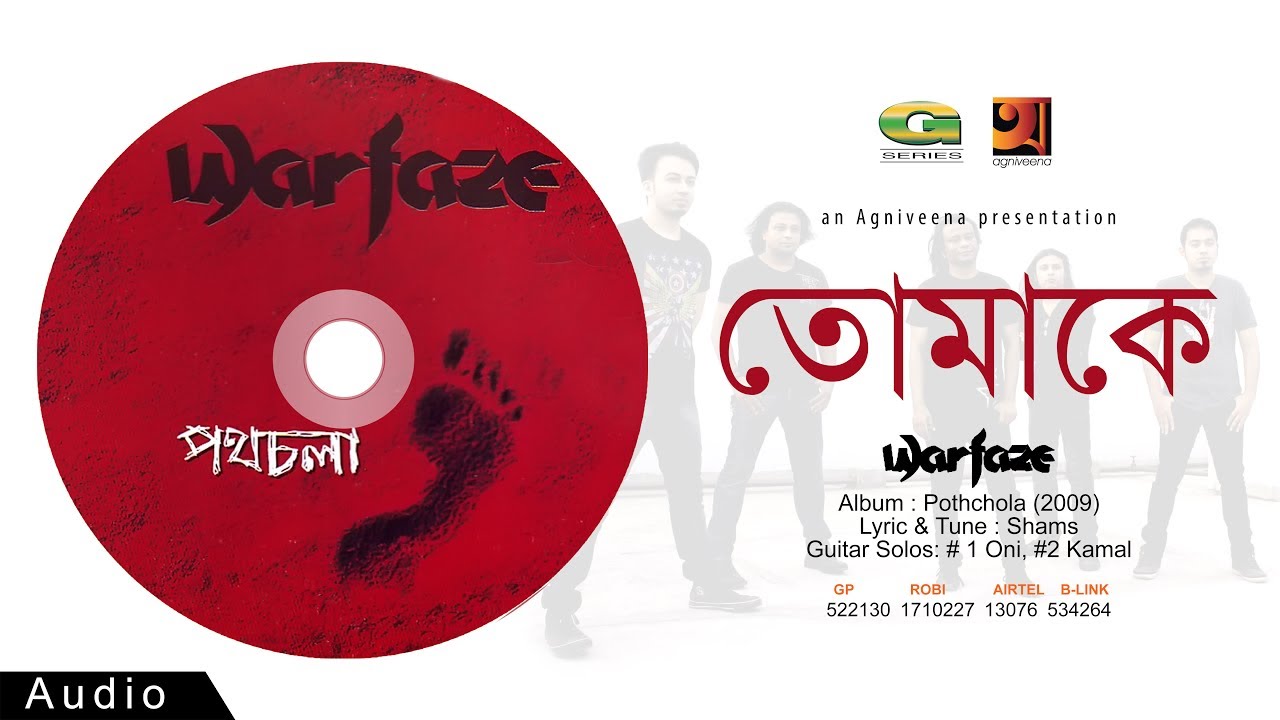 warfaze
পথচলা
G
SERIES
agniveena
an Agniveena presentation
তোমাকে
warfaze
Album : Pothchola (2009)
Lyric & Tune : Shams
Guitar Solos: # 1 Oni, #2 Kamal
GP ROBI AIRTEL B-LINK
522130 1710227 13076 534264
Audio